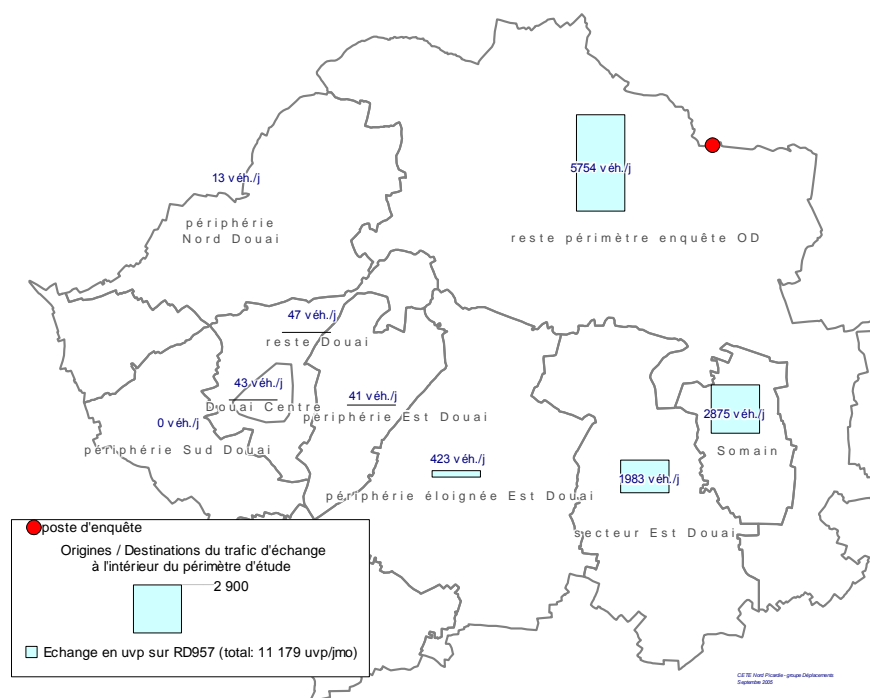 13 véh./j
périphérie
Nord Douai
5754 véh./j
reste périmètre enquête OD
47 véh./j
reste Douai
43 véh./j
Douai Centre
41 véh./j
périphérie Est Douai
0 véh./j
périphérie Sud Douai
423 véh./j
périphérie éloignée Est Douai
2875 véh./j
Somain
1983 véh./j
secteur Est Douai
poste d'enquête
Origines / Destinations du trafic d'échange
à l'intérieur du périmètre d'étude
2 900
Echange en uvp sur RD957 (total: 11 179 uvp/jmo)
CETE Nord Picardie - groupe Déplacements
Septembre 2005